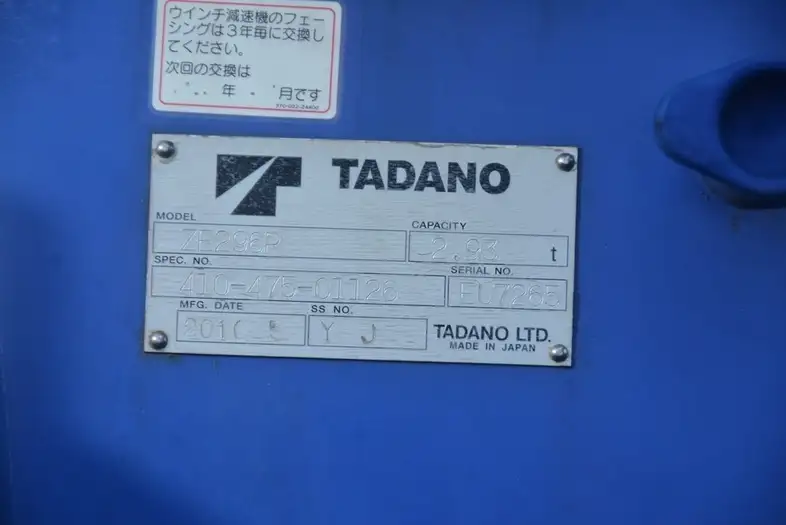 ウインチ減速機のフェー
シングは3年毎に交換し
てください。
次回の交換は
年 月です
TADANO
MODEL
ZE296R
CAPACITY
2.93 t
SPEC. NO.
410-475-01126
SERIAL NO.
MFG. DATE
SS NO.
Y J
TADANO LTD.
MADE IN JAPAN